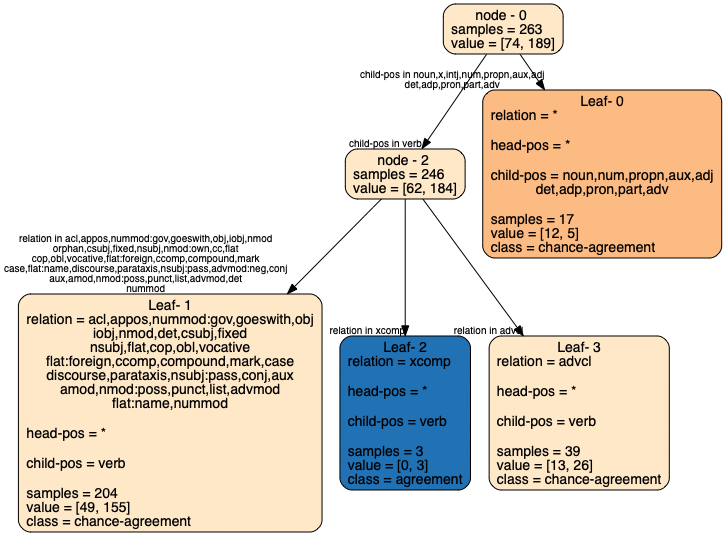 node - 0
samples = 263
value = [74, 189]
child-pos in noun,x,intj,num,propn,aux,adj
det,adp,pron,part,adv
Leaf- 0
relation = *
head-pos = *
child-pos = noun,num,propn,aux,adj
det,adp,pron,part,adv
samples = 17
value = [12, 5]
class = chance-agreement
child-pos in verb
node - 2
samples = 246
value = [62, 184]
relation in acl,appos,nummod:gov,goeswith,obj,iobj,nmod
orphan,csubj,fixed,nsubj,nmod:own,cc,flat
cop,obl,vocative,flat:foreign,ccomp,compound,mark
case,flat:name,discourse,parataxis,nsubj:pass,advmod:neg,conj
aux,amod,nmod:poss,punct,list,advmod,det
nummod
Leaf- 1
relation = acl,appos,nummod:gov,goeswith,obj
iobj,nmod,det,csubj,fixed
nsubj,flat,cop,obl,vocative
flat:foreign,ccomp,compound,mark,case
discourse,parataxis,nsubj:pass,conj,aux
amod,nmod:poss,punct,list,advmod
flat:name,nummod
head-pos = *
child-pos = verb
samples = 204
value = [49, 155]
class = chance-agreement
relation in xcomp
Leaf- 2
relation = xcomp
head-pos = *
child-pos = verb
samples = 3
value = [0, 3]
class = agreement
relation in advcl
Leaf- 3
relation = advcl
head-pos = *
child-pos = verb
samples = 39
value = [13, 26]
class = chance-agreement